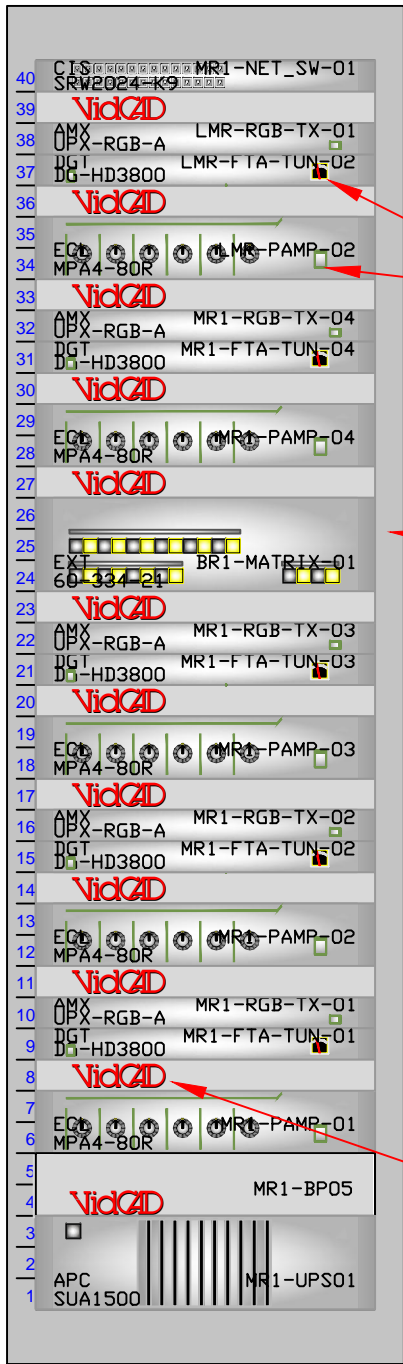 40 CIS MR1-NET_SW-01
SRW2024-K9
39 VidCAD
AMX LMR-RGB-TX-01
38 UPX-RGB-A
DGT LMR-FTA-TUN-02
37 DG-HD3800
36 VidCAD
35
ECL LMR-PAMP-02
34 MPA4-80R
33 VidCAD
AMX MR1-RGB-TX-04
32 UPX-RGB-A
DGT MR1-FTA-TUN-04
31 DG-HD3800
30 VidCAD
29
ECL MR1-PAMP-04
28 MPA4-80R
27 VidCAD
26
25
EXT BR1-MATRIX-01
24 60-334-21
23 VidCAD
AMX MR1-RGB-TX-03
22 UPX-RGB-A
DGT MR1-FTA-TUN-03
21 DG-HD3800
20 VidCAD
19
ECL MR1-PAMP-03
18 MPA4-80R
17 VidCAD
AMX MR1-RGB-TX-02
16 UPX-RGB-A
DGT MR1-FTA-TUN-02
15 DG-HD3800
14 VidCAD
13
ECL MR1-PAMP-02
12 MPA4-80R
11 VidCAD
AMX MR1-RGB-TX-01
10 UPX-RGB-A
DGT MR1-FTA-TUN-01
9 DG-HD3800
8 VidCAD
7
ECL MR1-PAMP-01
6 MPA4-80R
5 MR1-BP05
4 VidCAD
3
2
APC MR1-UPS01
1 SUA1500